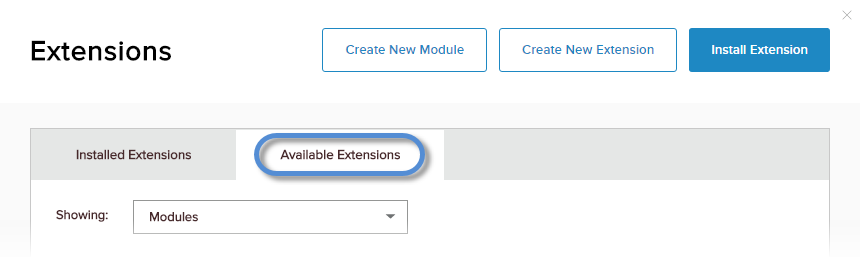 Extensions
Create New Module
Create New Extension
Install Extension
Installed Extensions
Available Extensions
Showing:
Modules